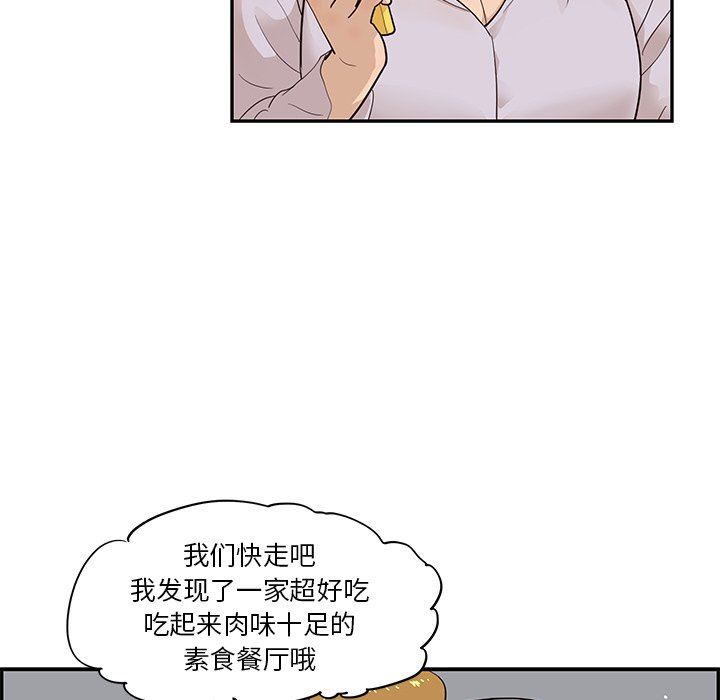 我们快走吧
我发现了一家超好吃
吃起来肉味十足的
素食餐厅哦